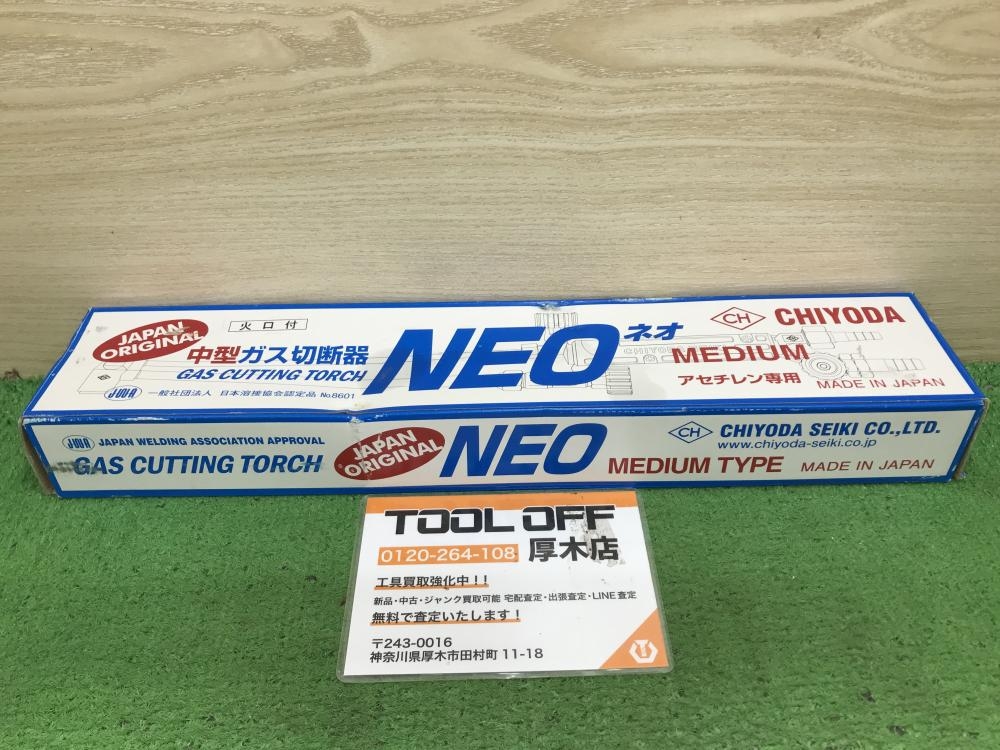 JAPAN
ORIGINAL
火口付
中型ガス切断器
GAS CUTTING TORCH
JWA 一般社団法人 日本溶接協会認定品 No.8601
NEO
ネオ
MEDIUM
アセチレン専用
CH CHIYODA
MADE IN JAPAN
JWA JAPAN WELDING ASSOCIATION APPROVAL
GAS CUTTING TORCH
JAPAN
ORIGINAL
NEO
CH CHIYODA SEIKI CO.,LTD.
www.chiyoda-seiki.co.jp
MEDIUM TYPE MADE IN JAPAN
TOOL OFF
0120-264-108 厚木店
工具買取強化中！！
新品・中古・ジャンク買取可能 宅配査定・出張査定・LINE査定
無料で査定いたします！
〒243-0016
神奈川県厚木市田村町 11-18